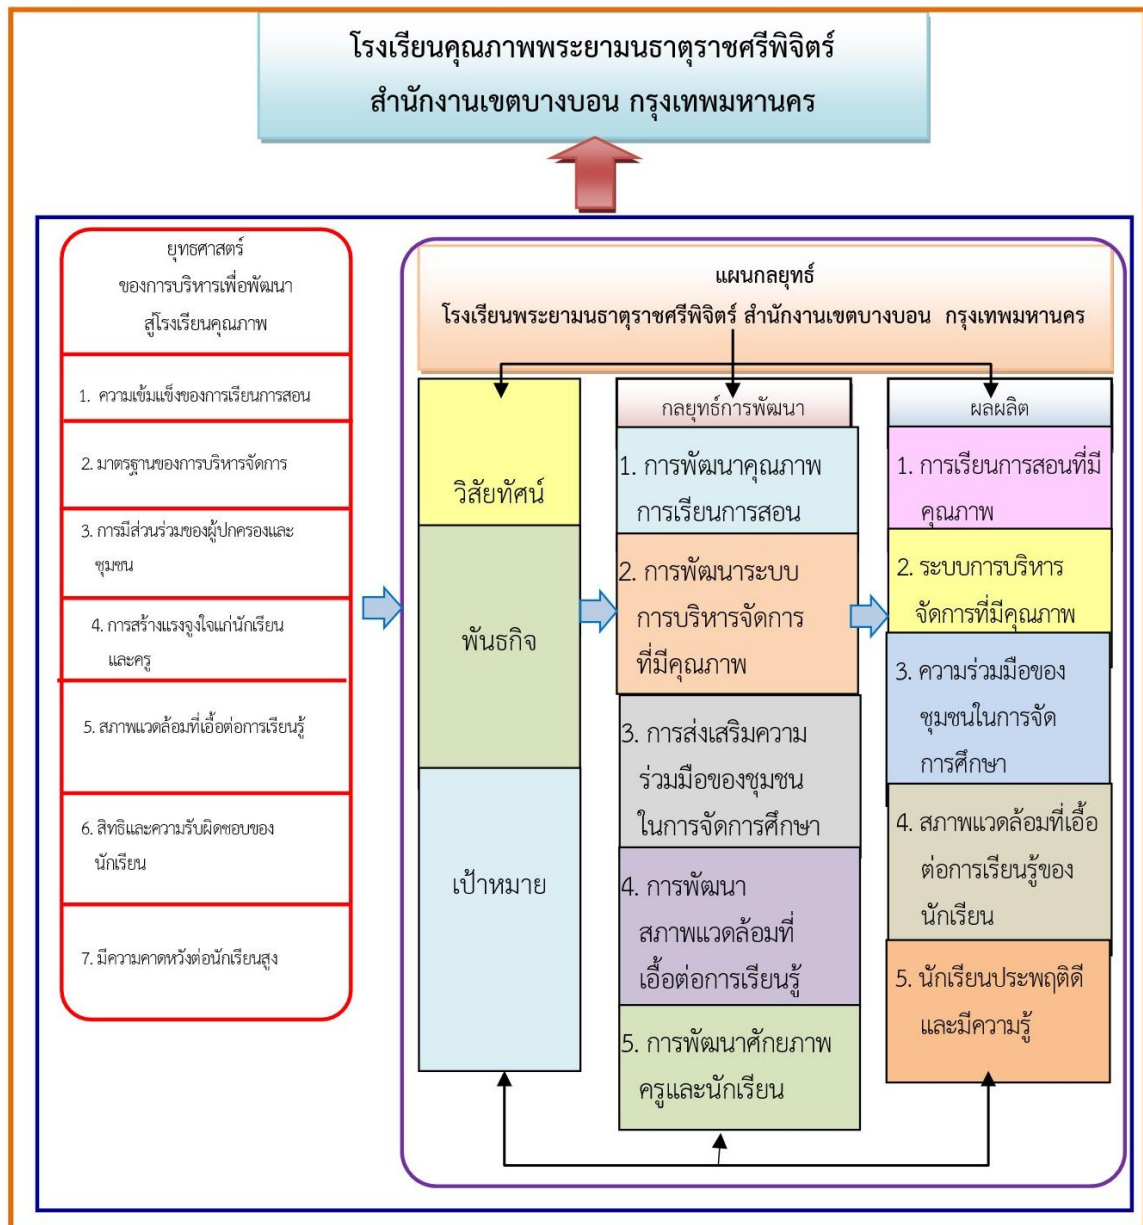 โรงเรียนคุณภาพพระยามนธาตุราชศรีพิจิตร์
สำนักงานเขตบางบอน กรุงเทพมหานคร
ยุทธศาสตร์
ของการบริหารเพื่อพัฒนา
สู่โรงเรียนคุณภาพ
1. ความเข้มแข็งของการเรียนการสอน
2. มาตรฐานของการบริหารจัดการ
3. การมีส่วนร่วมของผู้ปกครองและ
ชุมชน
4. การสร้างแรงจูงใจแก่นักเรียน
และครู
5. สภาพแวดล้อมที่เอื้อต่อการเรียนรู้
6. สิทธิและความรับผิดชอบของ
นักเรียน
7. มีความคาดหวังต่อนักเรียนสูง
แผนกลยุทธ์
โรงเรียนพระยามนธาตุราชศรีพิจิตร์ สำนักงานเขตบางบอน กรุงเทพมหานคร
วิสัยทัศน์
พันธกิจ
เป้าหมาย
กลยุทธ์การพัฒนา
1. การพัฒนาคุณภาพ
การเรียนการสอน
2. การพัฒนาระบบ
การบริหารจัดการ
ที่มีคุณภาพ
3. การส่งเสริมความ
ร่วมมือของชุมชน
ในการจัดการศึกษา
4. การพัฒนา
สภาพแวดล้อมที่
เอื้อต่อการเรียนรู้
5. การพัฒนาศักยภาพ
ครูและนักเรียน
ผลผลิต
1. การเรียนการสอนที่มี
คุณภาพ
2. ระบบการบริหาร
จัดการที่มีคุณภาพ
3. ความร่วมมือของ
ชุมชนในการจัด
การศึกษา
4. สภาพแวดล้อมที่เอื้อ
ต่อการเรียนรู้ของ
นักเรียน
5. นักเรียนประพฤติดี
และมีความรู้